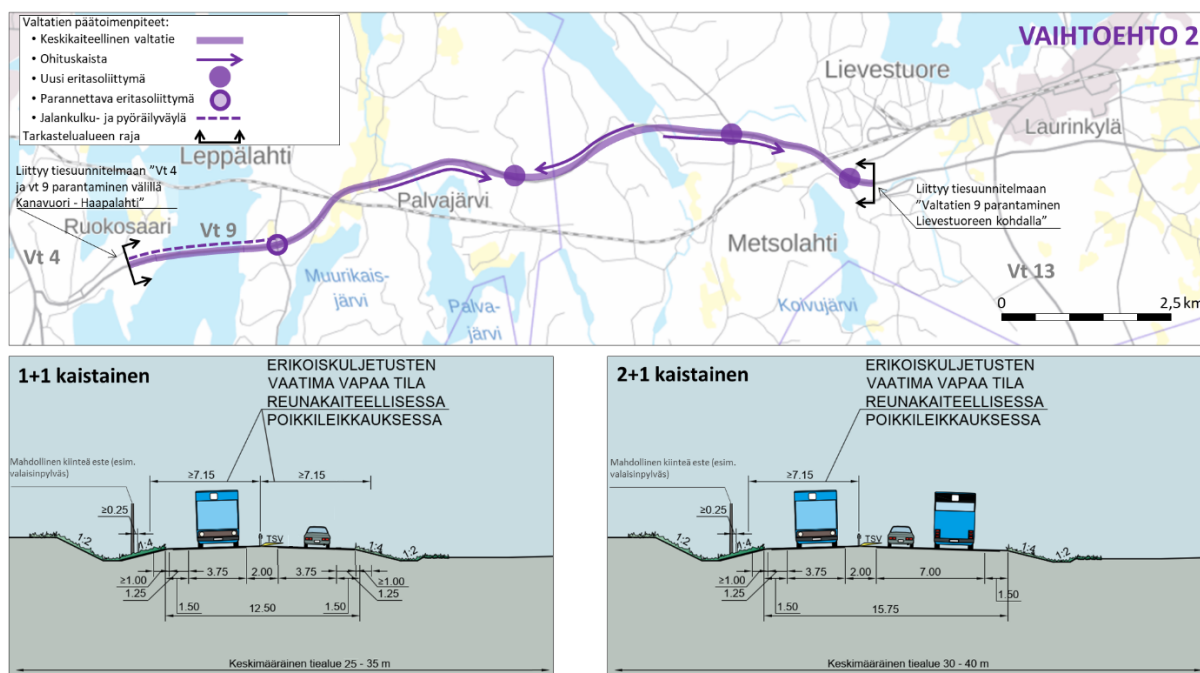 Valtatien päätoimenpiteet:
• Keskikaiteellinen valtatie
• Ohituskaista
• Uusi eritasoliittymä
• Parannettava eritasoliittymä
• Jalankulku- ja pyöräilyväylä
Tarkastelualueen raja
VAIHTOEHTO 2
Lievestuore
Laurinkylä
Leppälahti
Liittyy tiesuunnitelmaan "Vt 4
ja vt 9 parantaminen välillä
Kanavuori - Haapalahti"
Palvajärvi
Liittyy tiesuunnitelmaan
"Valtatien 9 parantaminen
Lievestuoreen kohdalla"
Ruokosaari
Vt 9
Vt 4
Metsolahti
Muurikais-
järvi
Palva-
järvi
Koivujärvi
Vt 13
0
2,5 km
1+1 kaistainen
ERIKOISKULJETUSTEN
VAATIMA VAPAA TILA
REUNAKAITEELLISESSA
POIKKILEIKKAUKSESSA
Mahdollinen kiinteä este (esim.
valaisinpylväs)
≥7.15
≥7.15
≥0.25
1:2
1:4
TSV
1:4
1:2
≥1.00
3.75
2.00
3.75
1.25
1.50
12.50
1.50
Keskimääräinen tiealue 25 - 35 m
2+1 kaistainen
ERIKOISKULJETUSTEN
VAATIMA VAPAA TILA
REUNAKAITEELLISESSA
POIKKILEIKKAUKSESSA
Mahdollinen kiinteä este (esim.
valaisinpylväs)
≥7.15
≥0.25
1:2
1:4
TSV
1:4
1:2
≥1.00
3.75
2.00
7.00
1.25
1.50
15.75
1.50
Keskimääräinen tiealue 30 - 40 m